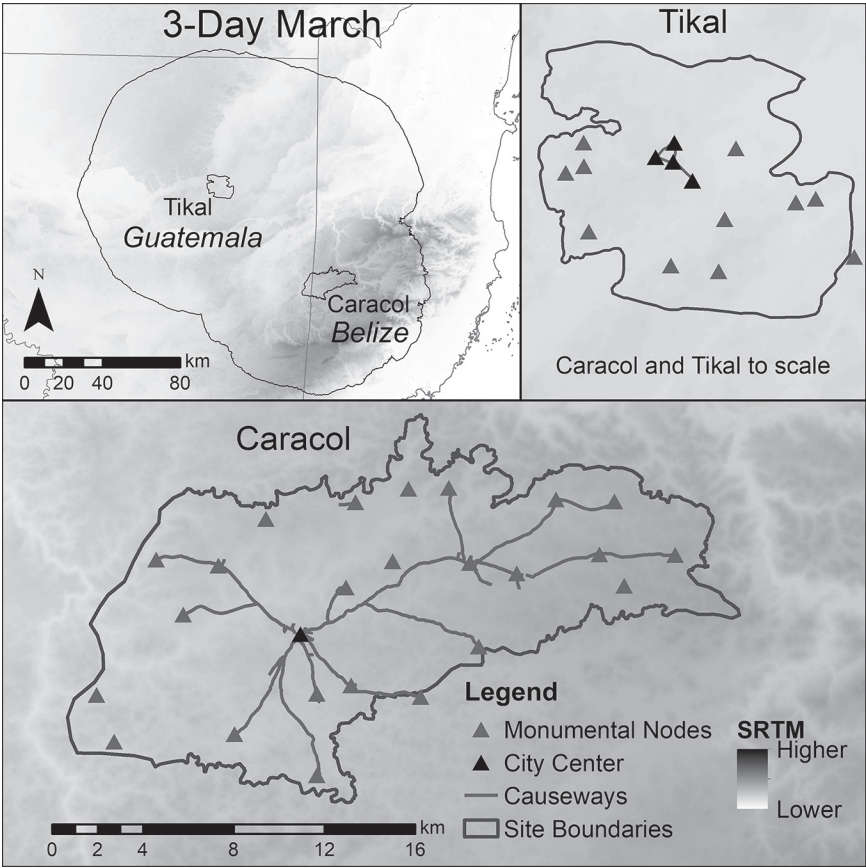 3-Day March
Tikal
Guatemala
Caracol
Belize
N
km
0 20 40 80
Tikal
Caracol and Tikal to scale
Caracol
Legend
Monumental Nodes
City Center
Causeways
Site Boundaries
SRTM
Higher
Lower
km
0 2 4 8 12 16